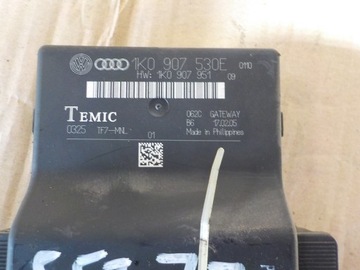 1K0 907 530E 0110
HW: 1K0 907 951 09
TEMIC
0325 TF7-MNL
01
062C GATEWAY
B6 17.02.05
Made in Philippines